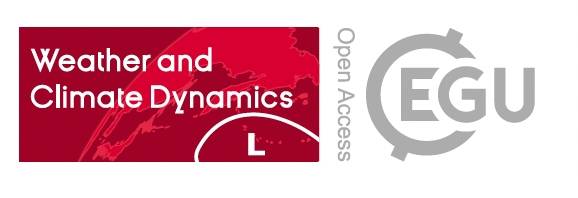 Weather and
Climate Dynamics
L
Open Access
EGU